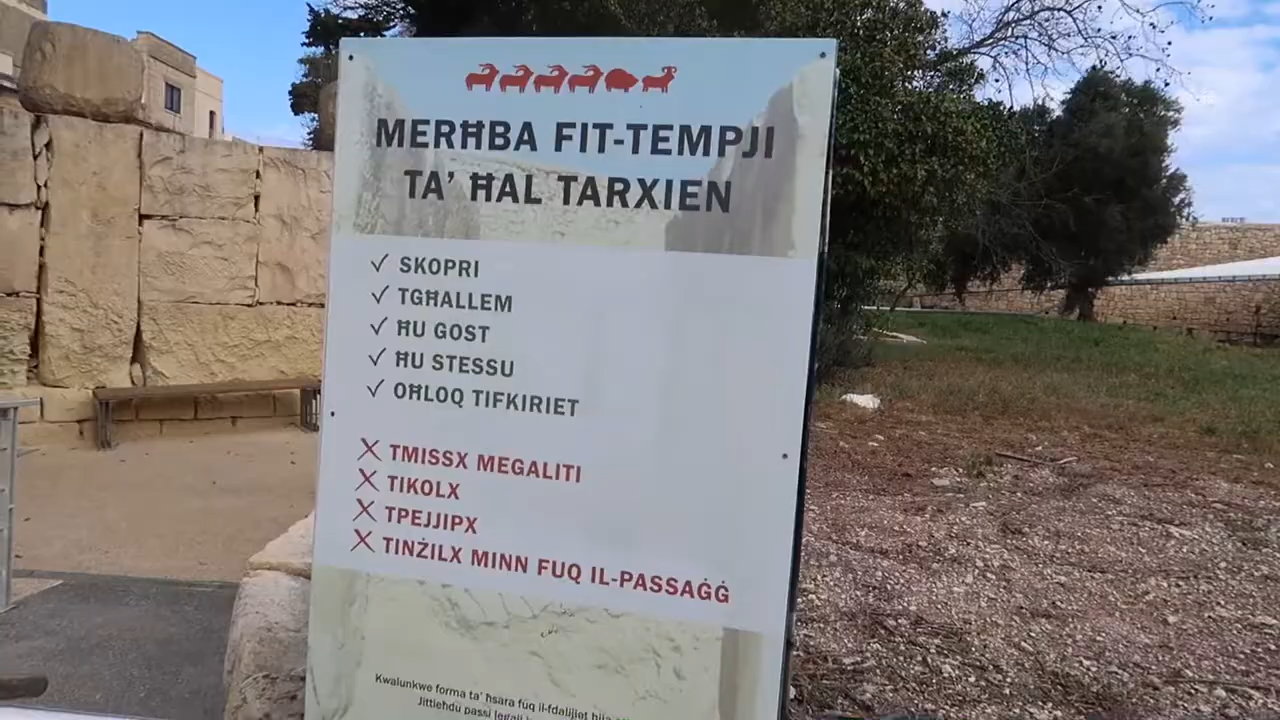 MERĦBA FIT-TEMPJI
TA' ĦAL TARXIEN
SKOPRI
TGĦALLEM
ĦU GOST
ĦU STESSU
OĦLOQ TIFKIRIET
TMISSX MEGALITI
TIKOLX
TPEJJIPX
TINŻILX MINN FUQ IL-PASSAĠĠ
Kwalunkwe forma ta' ħsara fuq il-fdalijiet hija
Jittieħdu passi legali